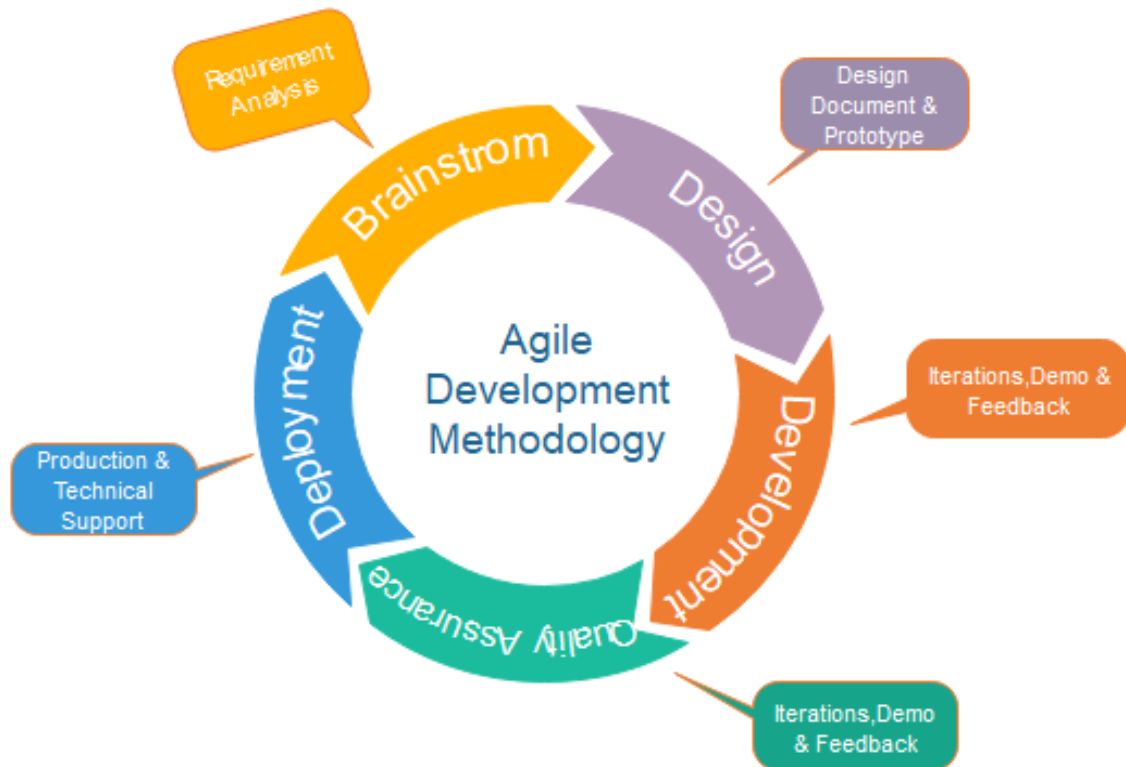 Requirement
Analysis
Brainstrom
Design
Document &
Prototype
Design
Agile
Development
Methodology
Iterations,Demo &
Feedback
Development
Production &
Technical
Support
Deployment
Quality Assurance
Iterations,Demo
& Feedback